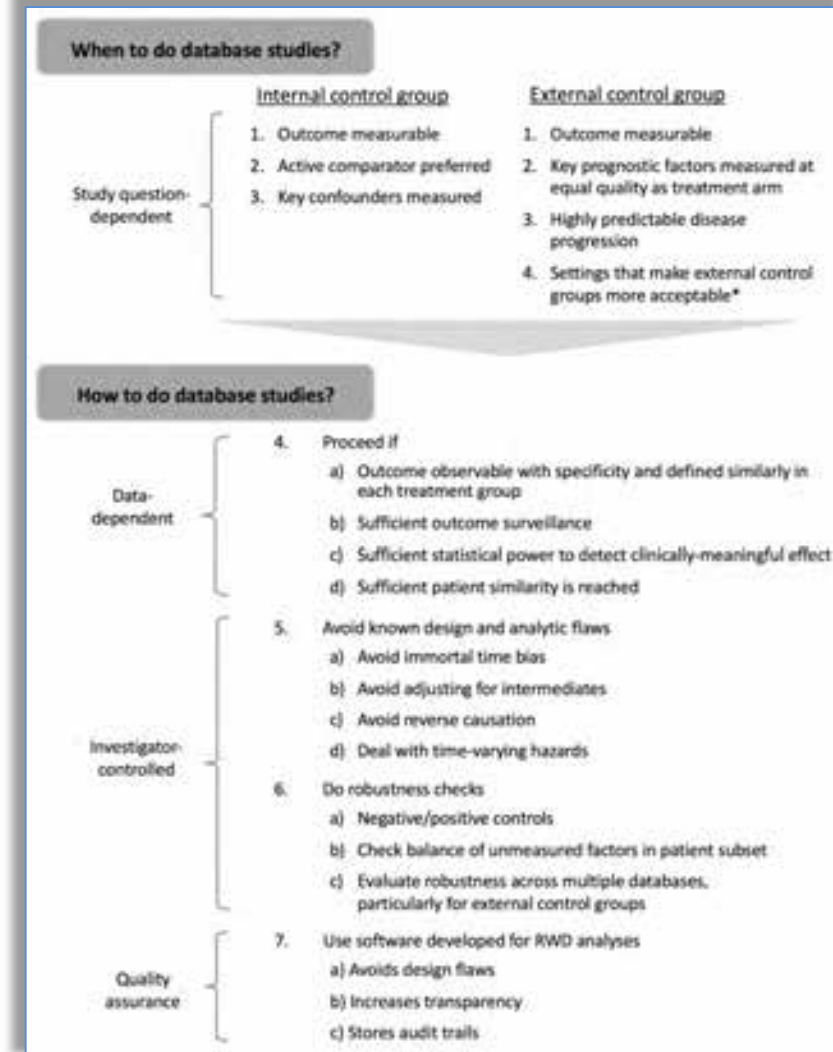 When to do database studies?
Internal control group
1. Outcome measurable
2. Active comparator preferred
3. Key confounders measured
External control group
1. Outcome measurable
2. Key prognostic factors measured at
equal quality as treatment arm
3. Highly predictable disease
progression
4. Settings that make external control
groups more acceptable*
Study question-
dependent
How to do database studies?
Data-
dependent
4. Proceed if
a) Outcome observable with specificity and defined similarly in
each treatment group
b) Sufficient outcome surveillance
c) Sufficient statistical power to detect clinically-meaningful effect
d) Sufficient patient similarity is reached
Investigator-
controlled
5. Avoid known design and analytic flaws
a) Avoid immortal time bias
b) Avoid adjusting for intermediates
c) Avoid reverse causation
d) Deal with time-varying hazards
6. Do robustness checks
a) Negative/positive controls
b) Check balance of unmeasured factors in patient subset
c) Evaluate robustness across multiple databases,
particularly for external control groups
Quality
assurance
7. Use software developed for RWD analyses
a) Avoids design flaws
b) Increases transparency
c) Stores audit trails